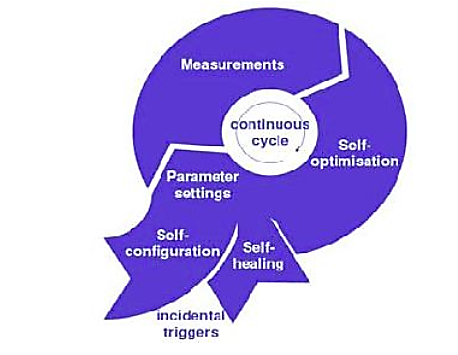 Measurements
continuous
cycle
Self-
optimisation
Parameter
settings
Self-
configuration
Self-
healing
incidental
triggers